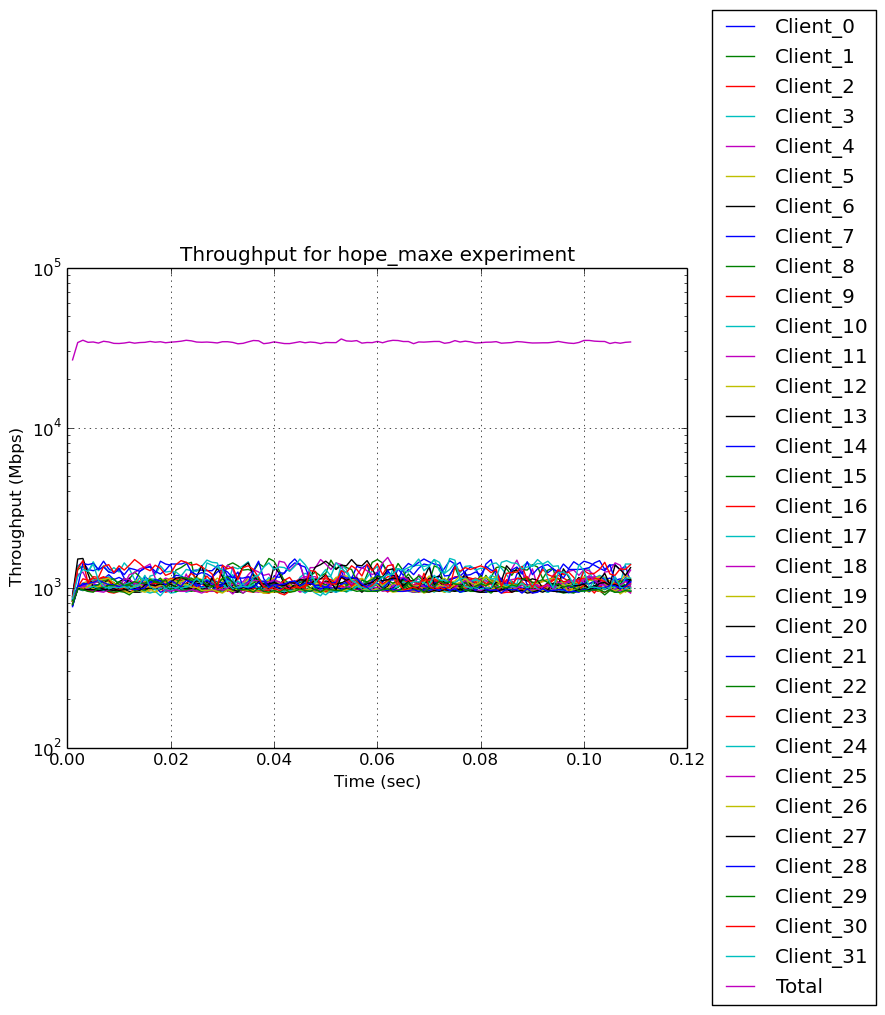 Throughput for hope_maxe experiment
10^5
10^4
10^3
10^2
Throughput (Mbps)
0.00 0.02 0.04 0.06 0.08 0.10 0.12
Time (sec)
Client_0
Client_1
Client_2
Client_3
Client_4
Client_5
Client_6
Client_7
Client_8
Client_9
Client_10
Client_11
Client_12
Client_13
Client_14
Client_15
Client_16
Client_17
Client_18
Client_19
Client_20
Client_21
Client_22
Client_23
Client_24
Client_25
Client_26
Client_27
Client_28
Client_29
Client_30
Client_31
Total